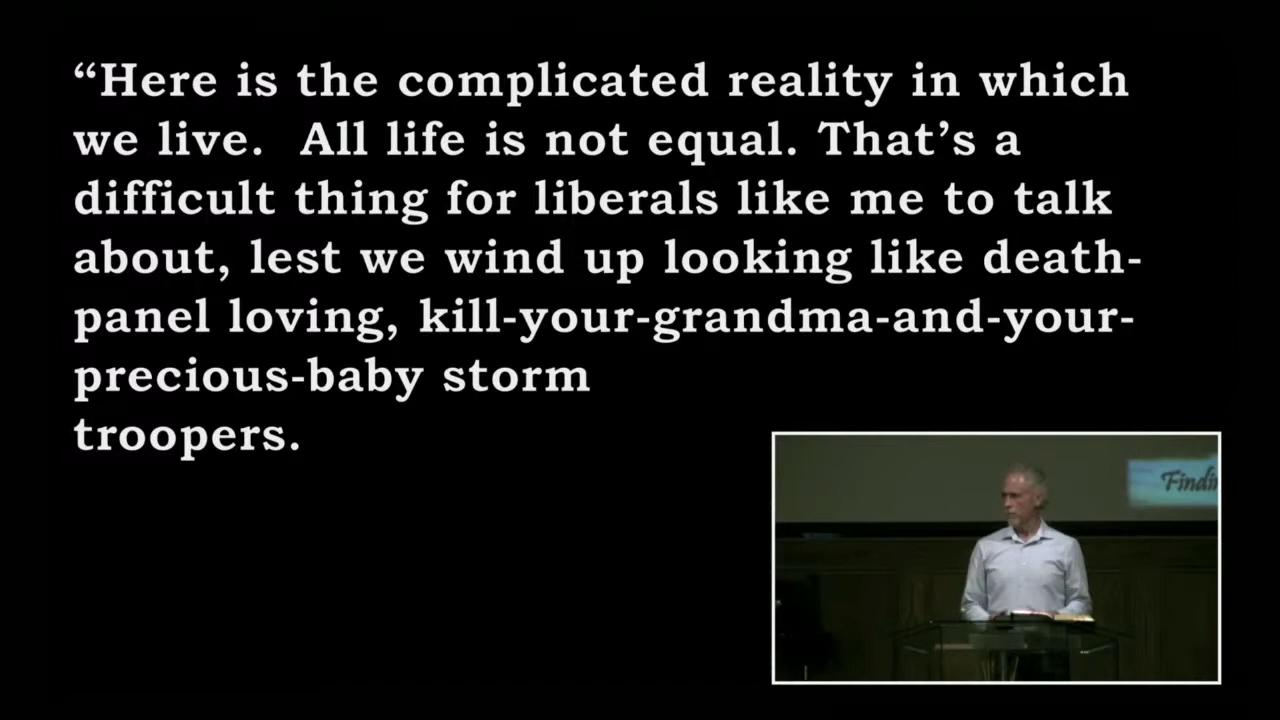 “Here is the complicated reality in which
we live.  All life is not equal. That’s a
difficult thing for liberals like me to talk
about, lest we wind up looking like death-
panel loving, kill-your-grandma-and-your-
precious-baby storm
troopers.